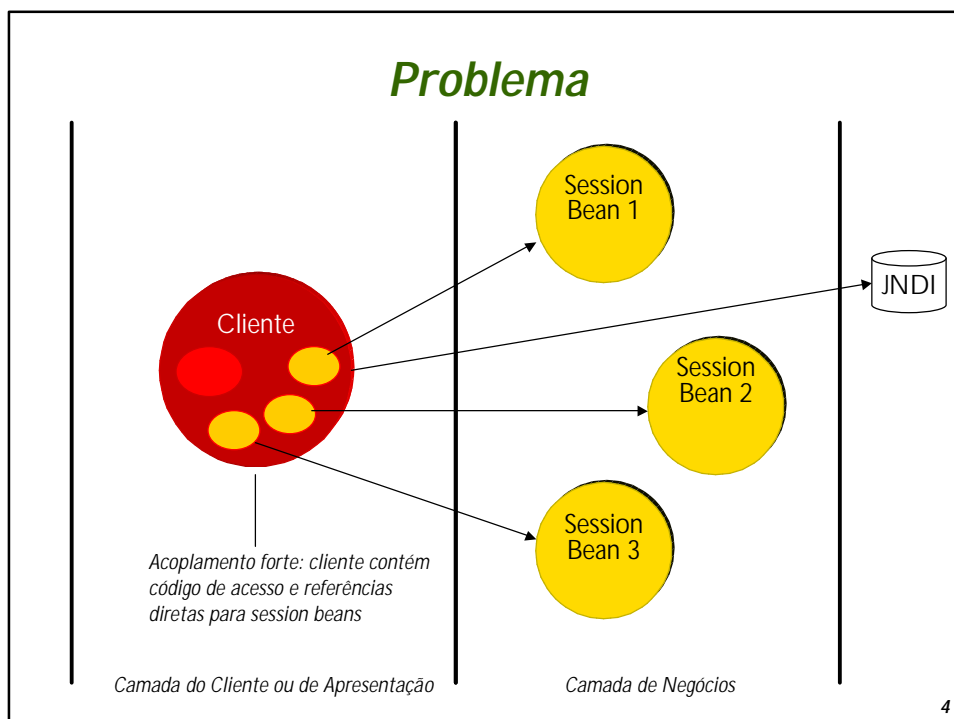 Problema
Session
Bean 1
JNDI
Cliente
Session
Bean 2
Session
Bean 3
Acoplamento forte: cliente contém
código de acesso e referências
diretas para session beans
Camada do Cliente ou de Apresentação
Camada de Negócios
4